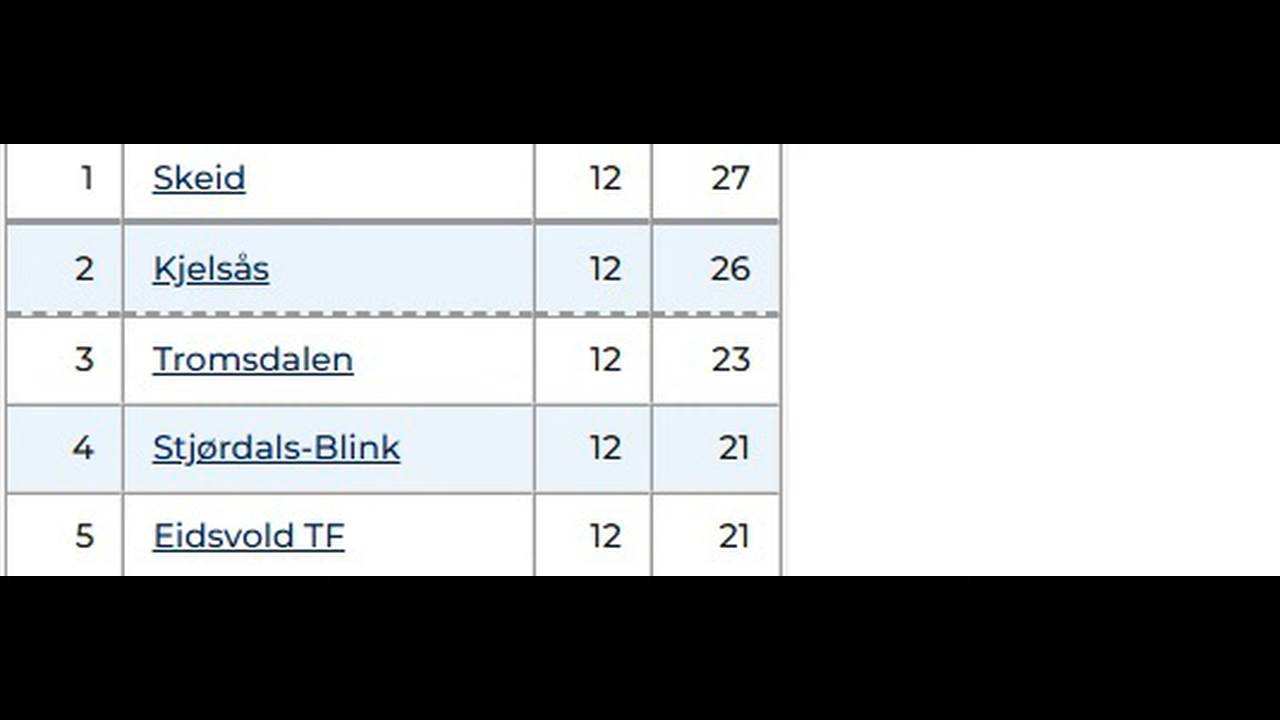 1 Skeid 12 27
2 Kjelsås 12 26
3 Tromsdalen 12 23
4 Stjørdals-Blink 12 21
5 Eidsvold TF 12 21